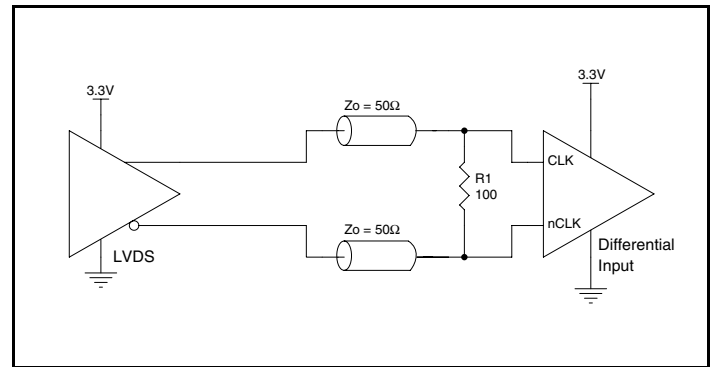 3.3V
3.3V
Zo = 50Ω
CLK
R1
100
Zo = 50Ω
nCLK
LVDS
Differential
Input